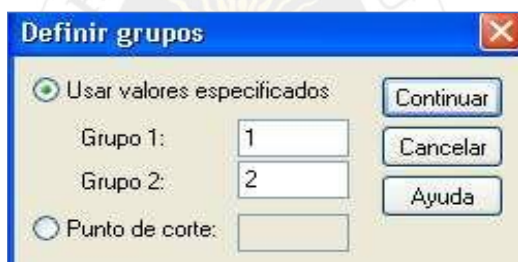 Definir grupos
Usar valores especificados
Grupo 1: 1
Grupo 2: 2
Punto de corte:
Continuar
Cancelar
Ayuda